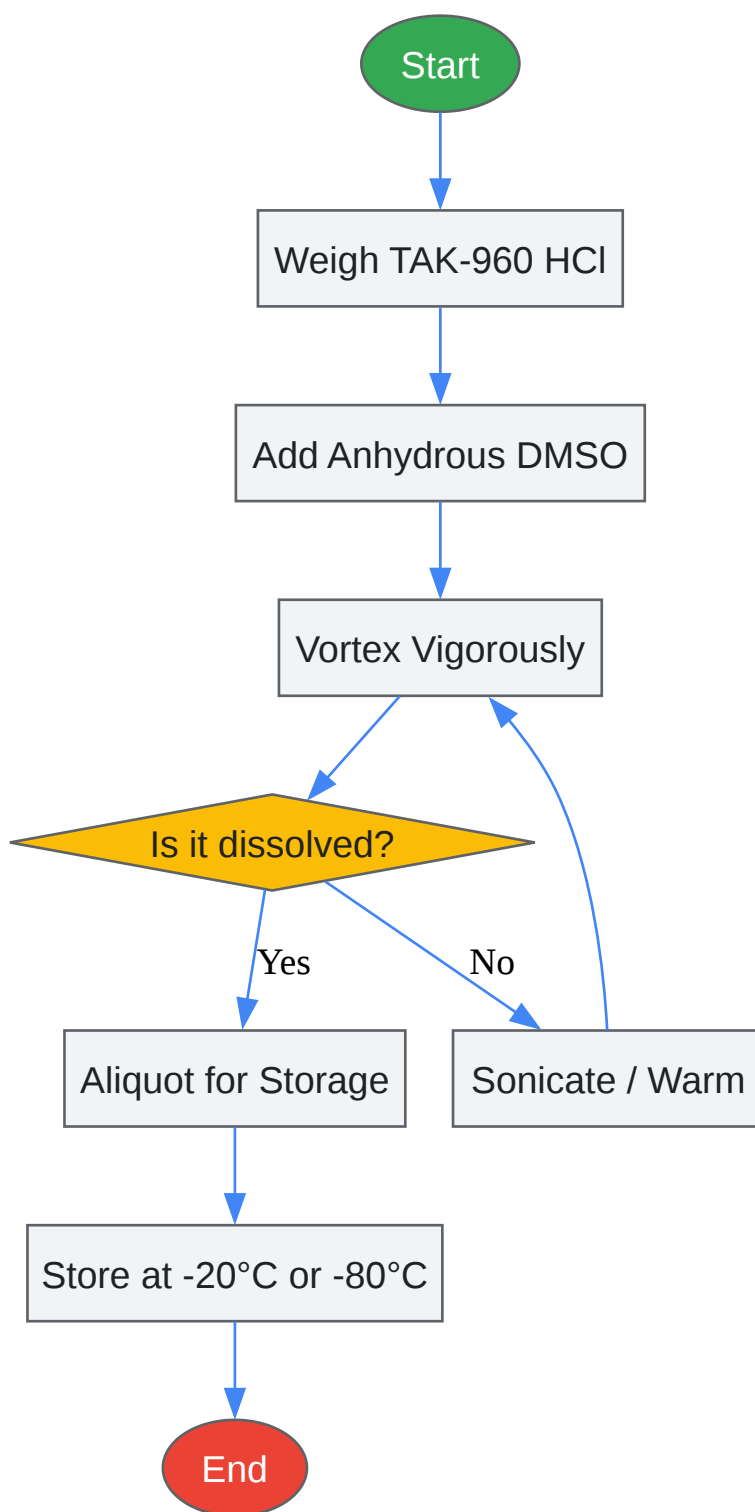 Start
Weigh TAK-960 HCl
Add Anhydrous DMSO
Vortex Vigorously
Is it dissolved?
Yes
No
Aliquot for Storage
Sonicate / Warm
Store at -20°C or -80°C
End